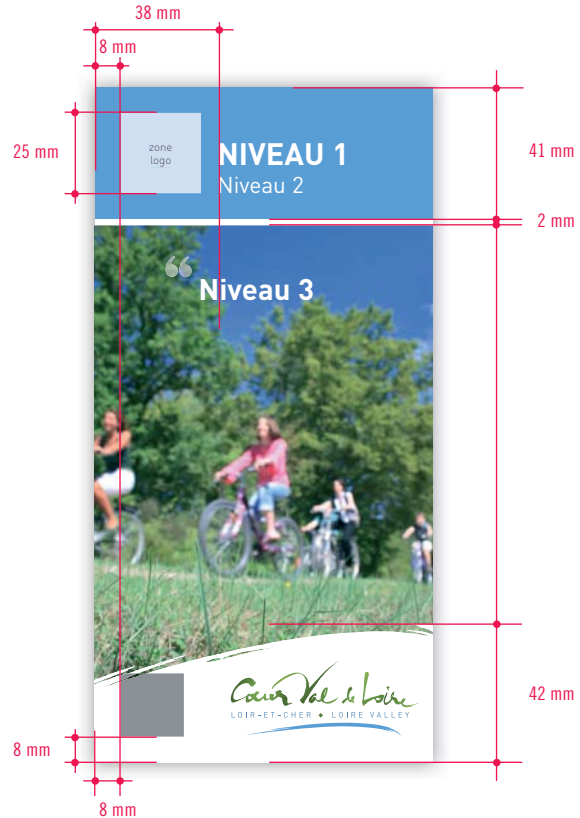 38 mm
8 mm
25 mm
zone
logo
NIVEAU 1
Niveau 2
41 mm
2 mm
“
Niveau 3
Cœur Val de Loire
LOIR-ET-CHER ♦ LOIRE VALLEY
42 mm
8 mm
8 mm